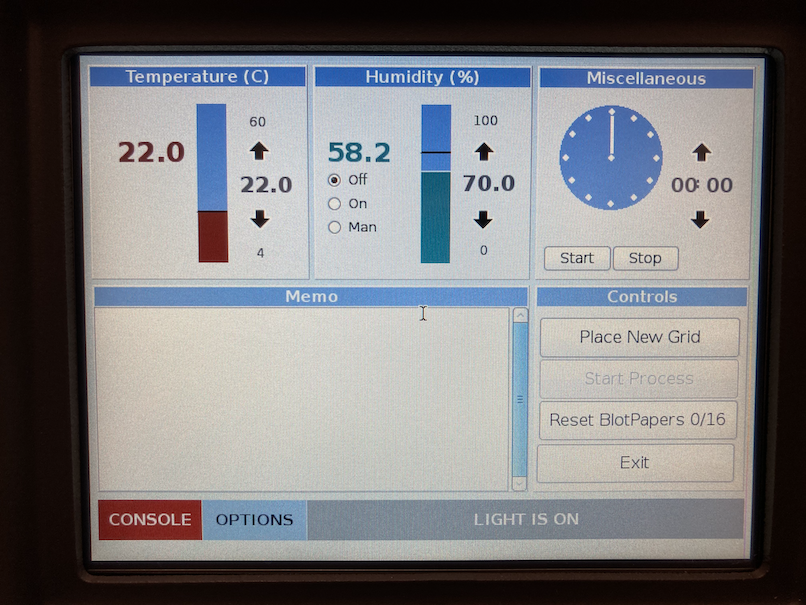 Temperature (C)
60
22.0
22.0
4
Humidity (%)
100
58.2
Off
70.0
On
Man
0
Miscellaneous
00:00
Start Stop
Memo
Controls
Place New Grid
Start Process
Reset BlotPapers 0/16
Exit
CONSOLE OPTIONS LIGHT IS ON